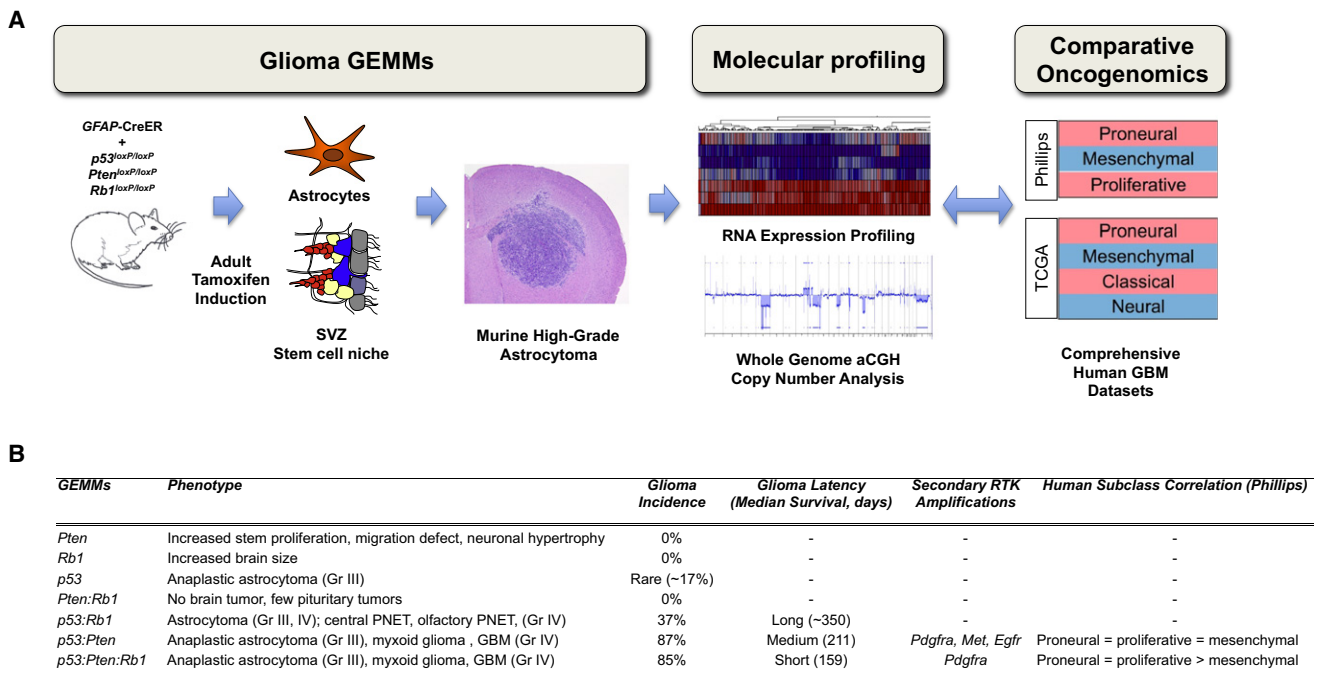 A
Glioma GEMMs
Molecular profiling
Comparative
Oncogenomics
GFAP-CreER
+
p53loxP/loxP
PtenloxP/loxP
Rb1loxP/loxP
Adult
Tamoxifen
Induction
Astrocytes
SVZ
Stem cell niche
Murine High-Grade
Astrocytoma
RNA Expression Profiling
Whole Genome aCGH
Copy Number Analysis
Phillips
Proneural
Mesenchymal
Proliferative
TCGA
Proneural
Mesenchymal
Classical
Neural
Comprehensive
Human GBM
Datasets
B
GEMMs Phenotype Glioma Incidence Glioma Latency (Median Survival, days) Secondary RTK Amplifications Human Subclass Correlation (Phillips)
Pten Increased stem proliferation, migration defect, neuronal hypertrophy 0% - - -
Rb1 Increased brain size 0% - - -
p53 Anaplastic astrocytoma (Gr III) Rare (~17%) - - -
Pten:Rb1 No brain tumor, few pituritary tumors 0% - - -
p53:Rb1 Astrocytoma (Gr III, IV); central PNET, olfactory PNET, (Gr IV) 37% Long (~350) - -
p53:Pten Anaplastic astrocytoma (Gr III), myxoid glioma , GBM (Gr IV) 87% Medium (211) Pdgfra, Met, Egfr Proneural = proliferative = mesenchymal
p53:Pten:Rb1 Anaplastic astrocytoma (Gr III), myxoid glioma, GBM (Gr IV) 85% Short (159) Pdgfra Proneural = proliferative > mesenchymal